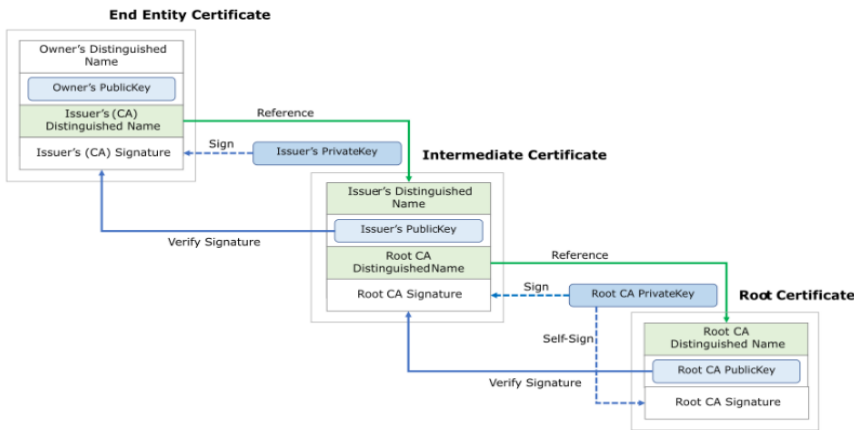 End Entity Certificate
Owner's Distinguished
Name
Owner's PublicKey
Issuer's (CA)
Distinguished Name
Issuer's (CA) Signature
Reference
Sign
Issuer's PrivateKey
Verify Signature
Intermediate Certificate
Issuer's Distinguished
Name
Issuer's PublicKey
Root CA
DistinguishedName
Root CA Signature
Reference
Sign
Root CA PrivateKey
Self-Sign
Verify Signature
Root Certificate
Root CA
Distinguished Name
Root CA PublicKey
Root CA Signature